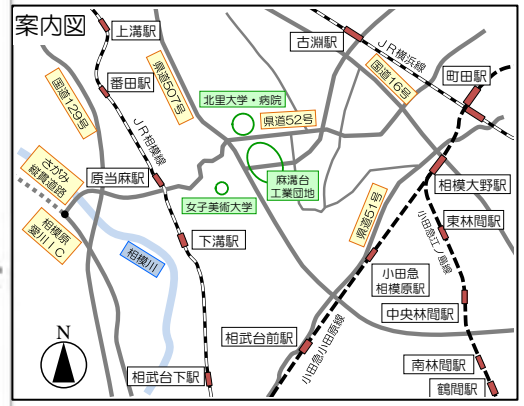 案内図
上溝駅
古淵駅
JR横浜線
国道16号
町田駅
番田駅
県道507号
国道129号
北里大学・病院
県道52号
JR相模線
さがみ
縦貫道路
原当麻駅
麻溝台
工業団地
女子美術大学
相模大野駅
県道51号
東林間駅
小田急江ノ島線
相模原
愛川IC
下溝駅
相模川
小田急
相模原駅
中央林間駅
相武台前駅
小田急小田原線
南林間駅
鶴間駅
相武台下駅
N